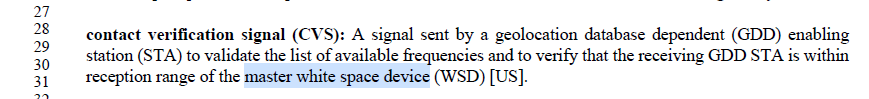 27
28
contact verification signal (CVS): A signal sent by a geolocation database dependent (GDD) enabling
29
station (STA) to validate the list of available frequencies and to verify that the receiving GDD STA is within
30
reception range of the master white space device (WSD) [US].
31